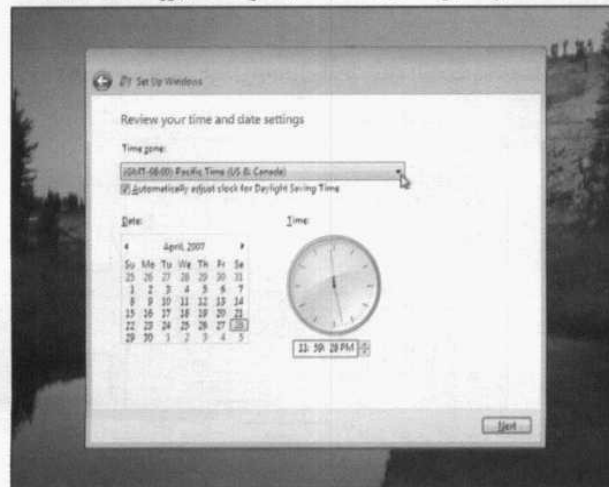 Set Up Windows
Review your time and date settings
Time zone:
(GMT-08:00) Pacific Time (US & Canada)
Automatically adjust clock for Daylight Saving Time
Date:
Time:
April, 2007
Su Mo Tu We Th Fr Sa
25 26 27 28 29 30 31
1 2 3 4 5 6 7
8 9 10 11 12 13 14
15 16 17 18 19 20 21
22 23 24 25 26 27 28
29 30 1 2 3 4 5
11: 59: 28 PM
Next